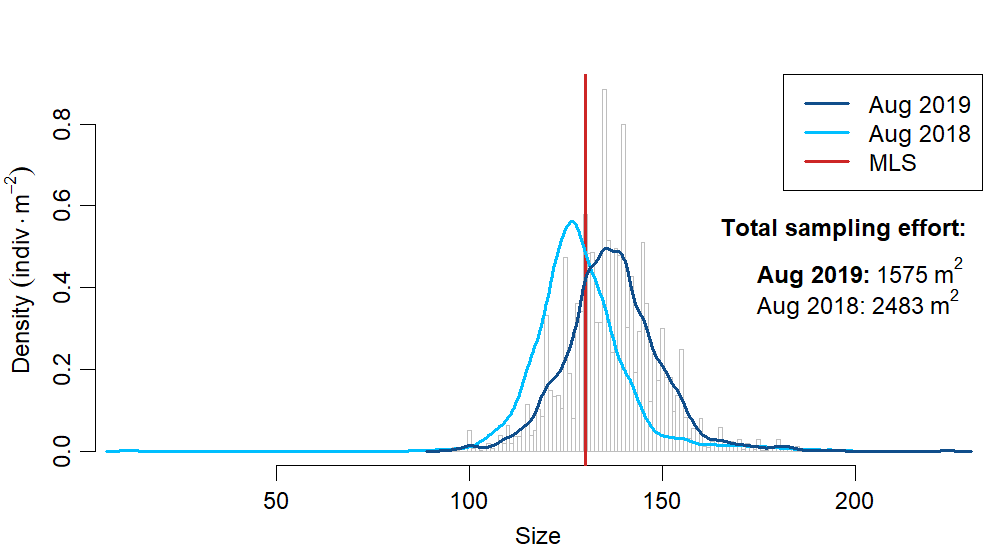 Aug 2019
Aug 2018
MLS
Total sampling effort:
Aug 2019: 1575 m²
Aug 2018: 2483 m²
Density (indiv · m⁻²)
0.8
0.6
0.4
0.2
0.0
50 100 150 200
Size